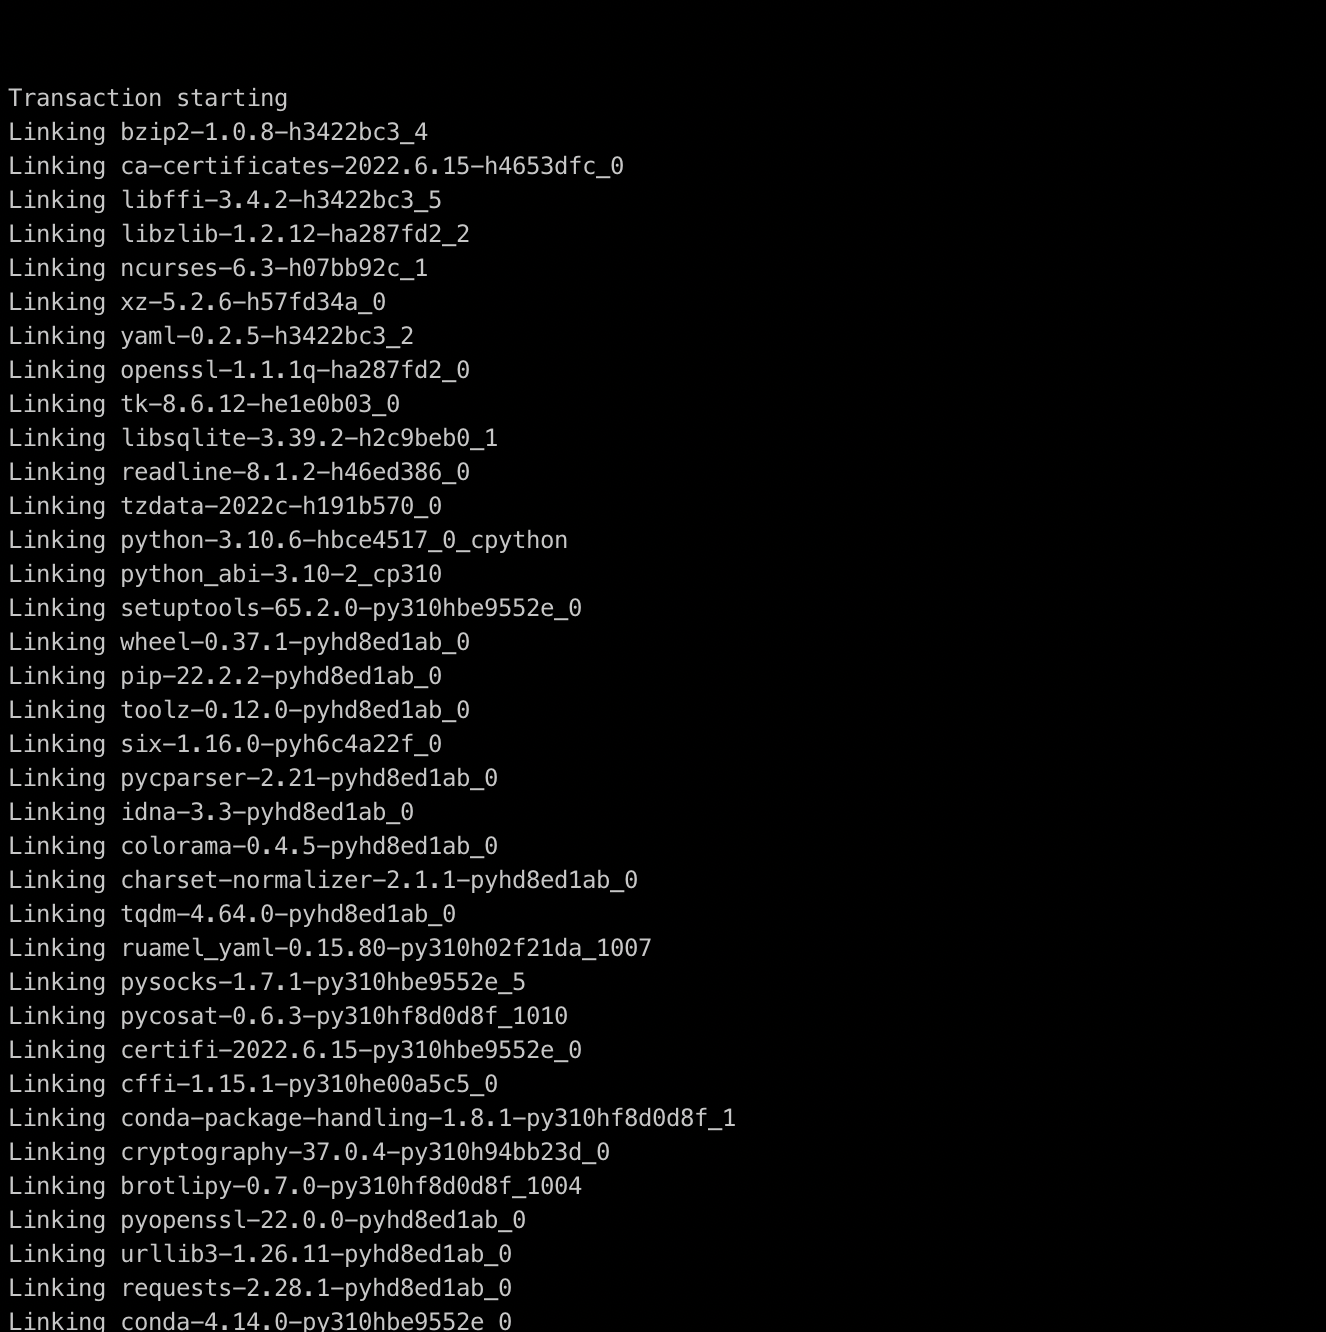 Transaction starting
Linking bzip2-1.0.8-h3422bc3_4
Linking ca-certificates-2022.6.15-h4653dfc_0
Linking libffi-3.4.2-h3422bc3_5
Linking libzlib-1.2.12-ha287fd2_2
Linking ncurses-6.3-h07bb92c_1
Linking xz-5.2.6-h57fd34a_0
Linking yaml-0.2.5-h3422bc3_2
Linking openssl-1.1.1q-ha287fd2_0
Linking tk-8.6.12-he1e0b03_0
Linking libsqlite-3.39.2-h2c9beb0_1
Linking readline-8.1.2-h46ed386_0
Linking tzdata-2022c-h191b570_0
Linking python-3.10.6-hbce4517_0_cpython
Linking python_abi-3.10-2_cp310
Linking setuptools-65.2.0-py310hbe9552e_0
Linking wheel-0.37.1-pyhd8ed1ab_0
Linking pip-22.2.2-pyhd8ed1ab_0
Linking toolz-0.12.0-pyhd8ed1ab_0
Linking six-1.16.0-pyh6c4a22f_0
Linking pycparser-2.21-pyhd8ed1ab_0
Linking idna-3.3-pyhd8ed1ab_0
Linking colorama-0.4.5-pyhd8ed1ab_0
Linking charset-normalizer-2.1.1-pyhd8ed1ab_0
Linking tqdm-4.64.0-pyhd8ed1ab_0
Linking ruamel_yaml-0.15.80-py310h02f21da_1007
Linking pysocks-1.7.1-py310hbe9552e_5
Linking pycosat-0.6.3-py310hf8d0d8f_1010
Linking certifi-2022.6.15-py310hbe9552e_0
Linking cffi-1.15.1-py310he00a5c5_0
Linking conda-package-handling-1.8.1-py310hf8d0d8f_1
Linking cryptography-37.0.4-py310h94bb23d_0
Linking brotlipy-0.7.0-py310hf8d0d8f_1004
Linking pyopenssl-22.0.0-pyhd8ed1ab_0
Linking urllib3-1.26.11-pyhd8ed1ab_0
Linking requests-2.28.1-pyhd8ed1ab_0
Linking conda-4.14.0-py310hbe9552e_0